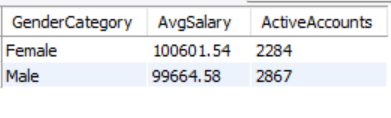 GenderCategory AvgSalary ActiveAccounts
Female 100601.54 2284
Male 99664.58 2867